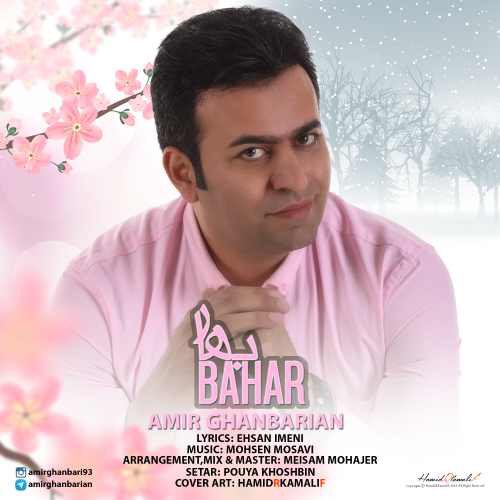 بهار
BAHAR
AMIR GHANBARIAN
LYRICS: EHSAN IMENI
MUSIC: MOHSEN MOSAVI
ARRANGEMENT,MIX & MASTER: MEISAM MOHAJER
SETAR: POUYA KHOSHBIN
COVER ART: HAMIDRKAMALIF
amirghanbari93
amirghanbarian